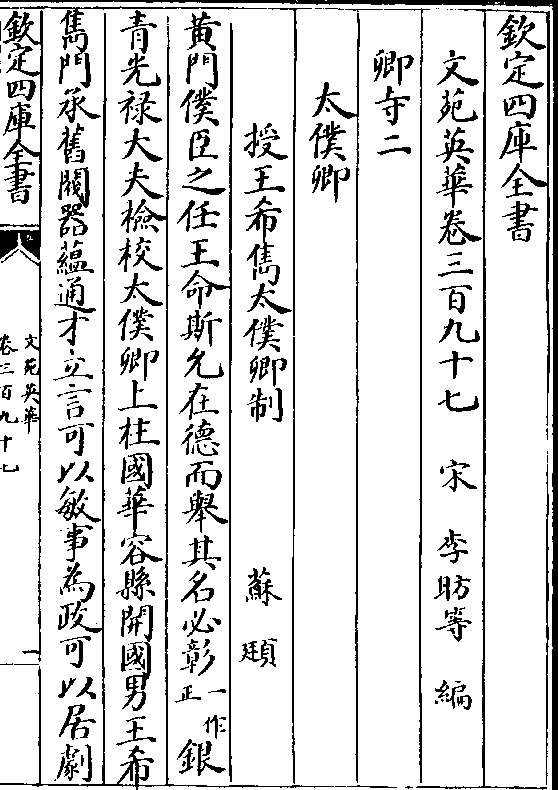 欽定四庫全書
文苑英華卷三百九十七 宋 李昉等 編
卿寺二
太僕卿
授王希雋太僕卿制 蘇頲
黄門僕臣之任王命斯允在德而舉其名必彰一作正銀
青光禄大夫檢校太僕卿上柱國華容縣開國男王希
雋門承舊閥器蘊通才立言可以敏事為政可以居劇
欽定四庫全書
文苑英華
卷三百九十七
一